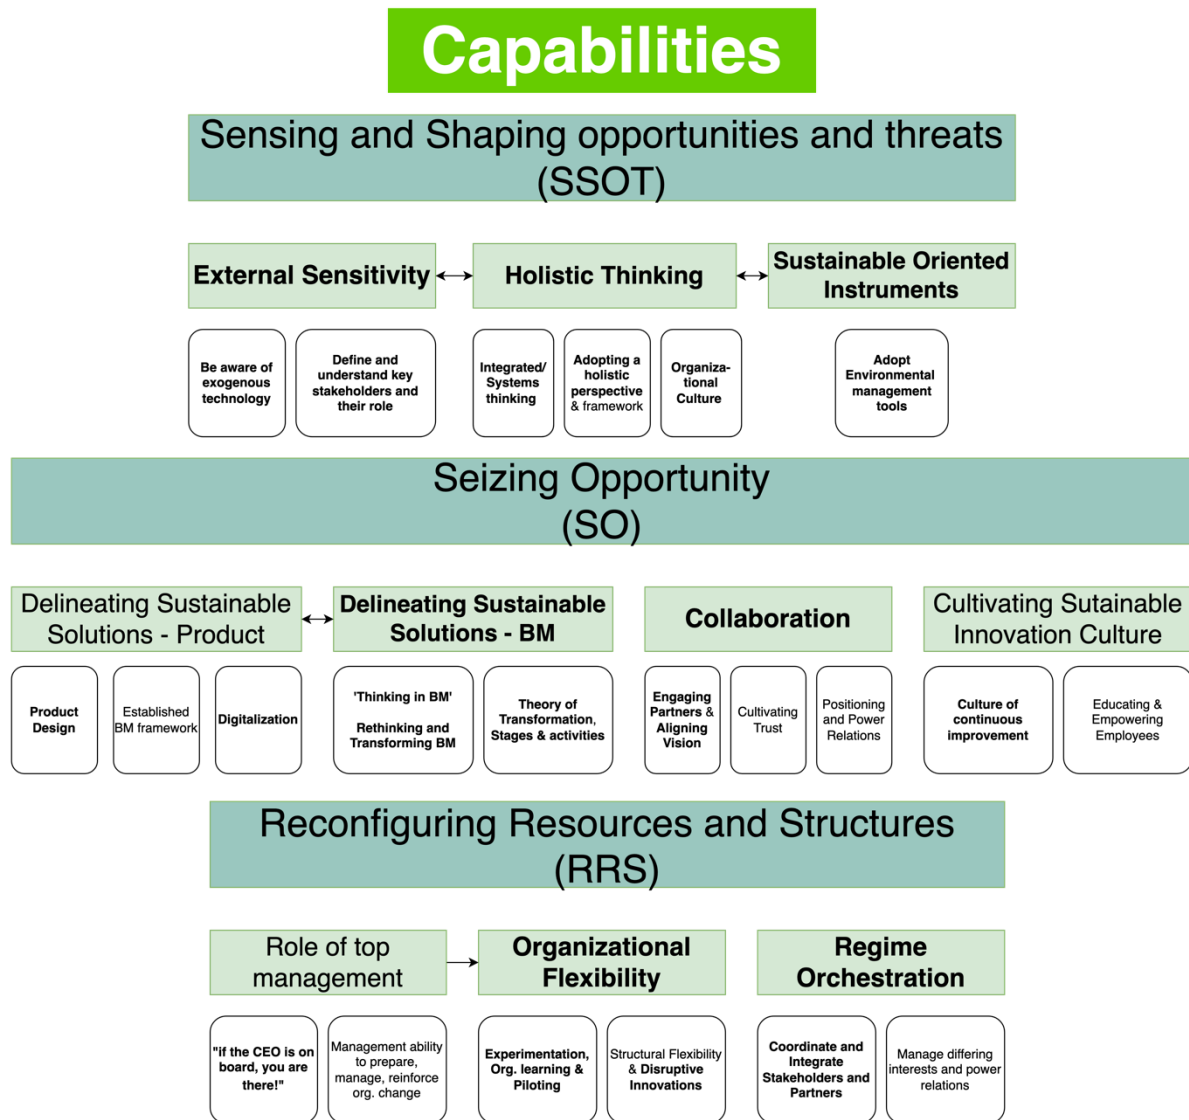 Capabilities
Sensing and Shaping opportunities and threats
(SSOT)
External Sensitivity
Holistic Thinking
Sustainable Oriented
Instruments
Be aware of
exogenous
technology
Define and
understand key
stakeholders and
their role
Integrated/
Systems
thinking
Adopting a
holistic
perspective
& framework
Organiza-
tional
Culture
Adopt
Environmental
management
tools
Seizing Opportunity
(SO)
Delineating Sustainable
Solutions - Product
Delineating Sustainable
Solutions - BM
Collaboration
Cultivating Sutainable
Innovation Culture
Product
Design
Established
BM framework
Digitalization
'Thinking in BM'
Rethinking and
Transforming BM
Theory of
Transformation,
Stages & activities
Engaging
Partners &
Aligning
Vision
Cultivating
Trust
Positioning
and Power
Relations
Culture of
continuous
improvement
Educating &
Empowering
Employees
Reconfiguring Resources and Structures
(RRS)
Role of top
management
Organizational
Flexibility
Regime
Orchestration
"if the CEO is on
board, you are
there!"
Management ability
to prepare,
manage, reinforce
org. change
Experimentation,
Org. learning &
Piloting
Structural Flexibility
& Disruptive
Innovations
Coordinate and
Integrate
Stakeholders and
Partners
Manage differing
interests and power
relations